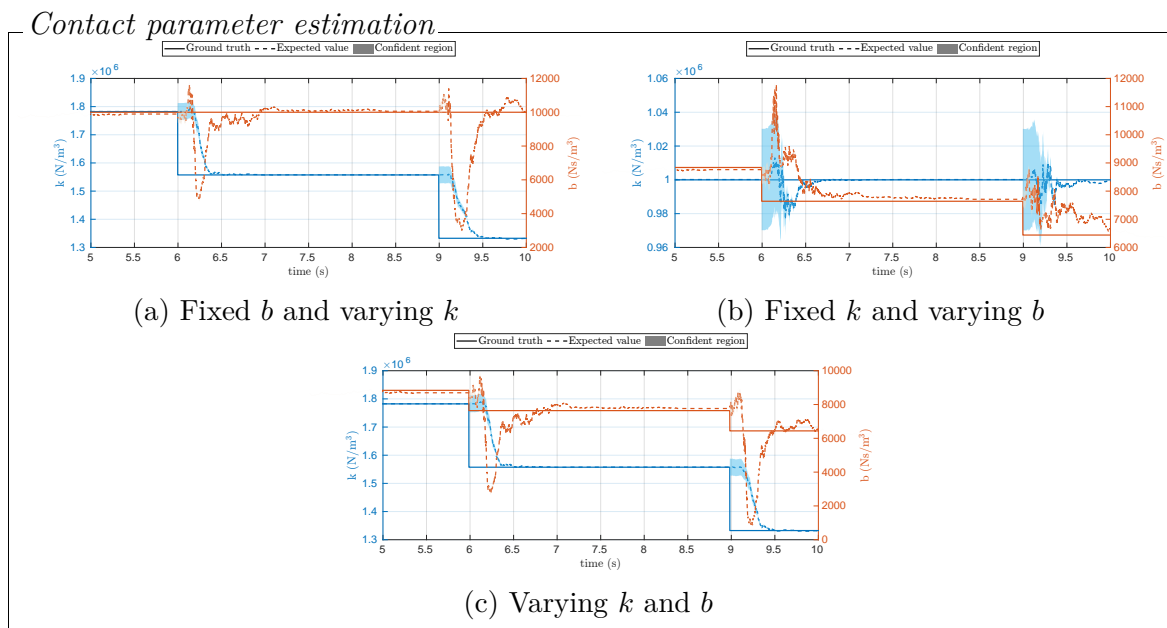 Contact parameter estimation
Ground truth Expected value Confident region
×10⁶
1.9
1.8
1.7
1.6
1.5
1.4
1.3
k (N/m³)
12000
10000
8000
6000
4000
2000
b (Ns/m³)
5 5.5 6 6.5 7 7.5 8 8.5 9 9.5 10
time (s)
(a) Fixed b and varying k
Ground truth Expected value Confident region
×10⁶
1.06
1.04
1.02
1
0.98
0.96
k (N/m³)
12000
11000
10000
9000
8000
7000
6000
b (Ns/m³)
5 5.5 6 6.5 7 7.5 8 8.5 9 9.5 10
time (s)
(b) Fixed k and varying b
Ground truth Expected value Confident region
×10⁶
1.9
1.8
1.7
1.6
1.5
1.4
1.3
k (N/m³)
10000
8000
6000
4000
2000
0
b (Ns/m³)
5 5.5 6 6.5 7 7.5 8 8.5 9 9.5 10
time (s)
(c) Varying k and b